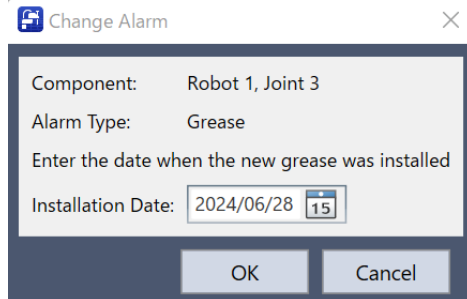 Change Alarm
Component: Robot 1, Joint 3
Alarm Type: Grease
Enter the date when the new grease was installed
Installation Date: 2024/06/28 15
OK Cancel